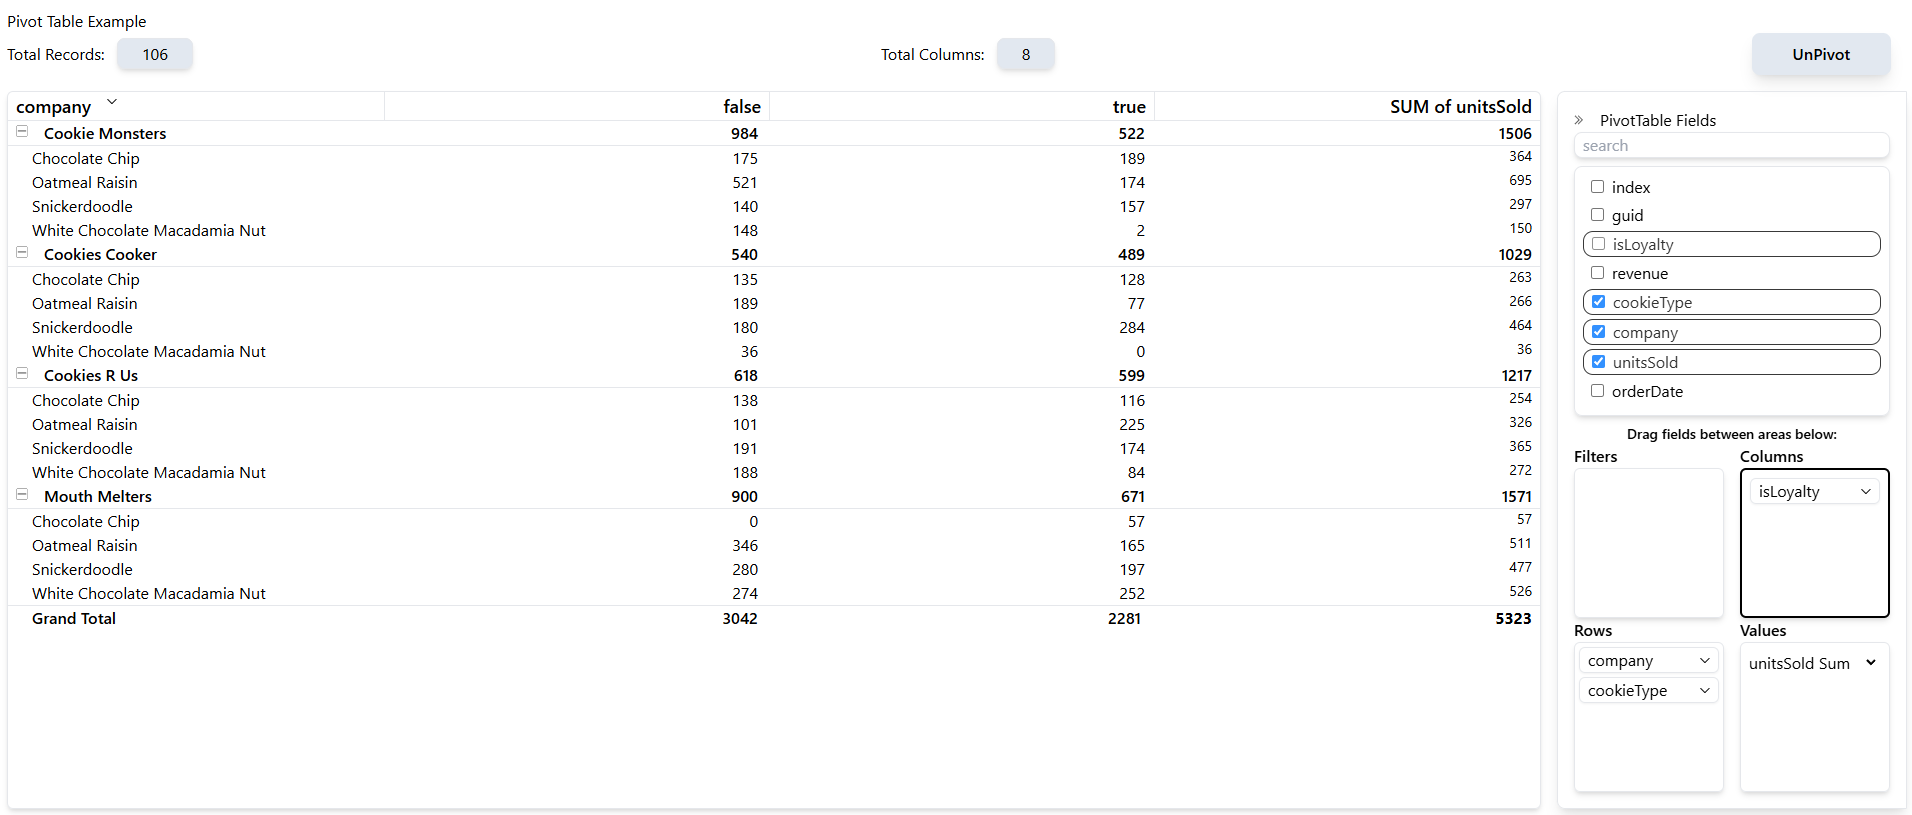 Pivot Table Example
Total Records: 106 Total Columns: 8 UnPivot
company false true SUM of unitsSold
Cookie Monsters 984 522 1506
Chocolate Chip 175 189 364
Oatmeal Raisin 521 174 695
Snickerdoodle 140 157 297
White Chocolate Macadamia Nut 148 2 150
Cookies Cooker 540 489 1029
Chocolate Chip 135 128 263
Oatmeal Raisin 189 77 266
Snickerdoodle 180 284 464
White Chocolate Macadamia Nut 36 0 36
Cookies R Us 618 599 1217
Chocolate Chip 138 116 254
Oatmeal Raisin 101 225 326
Snickerdoodle 191 174 365
White Chocolate Macadamia Nut 188 84 272
Mouth Melters 900 671 1571
Chocolate Chip 0 57 57
Oatmeal Raisin 346 165 511
Snickerdoodle 280 197 477
White Chocolate Macadamia Nut 274 252 526
Grand Total 3042 2281 5323
PivotTable Fields
search
index
guid
isLoyalty
revenue
cookieType
company
unitsSold
orderDate
Drag fields between areas below:
Filters Columns
isLoyalty
Rows Values
company unitsSold Sum
cookieType